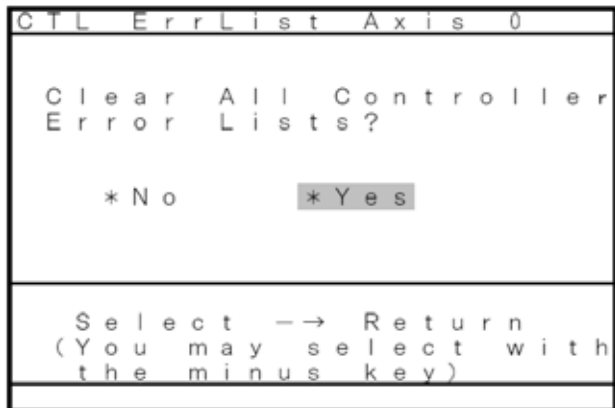 CTL ErrList Axis 0
Clear All Controller
Error Lists?
*No *Yes
Select —→ Return
(You may select with
the minus key)